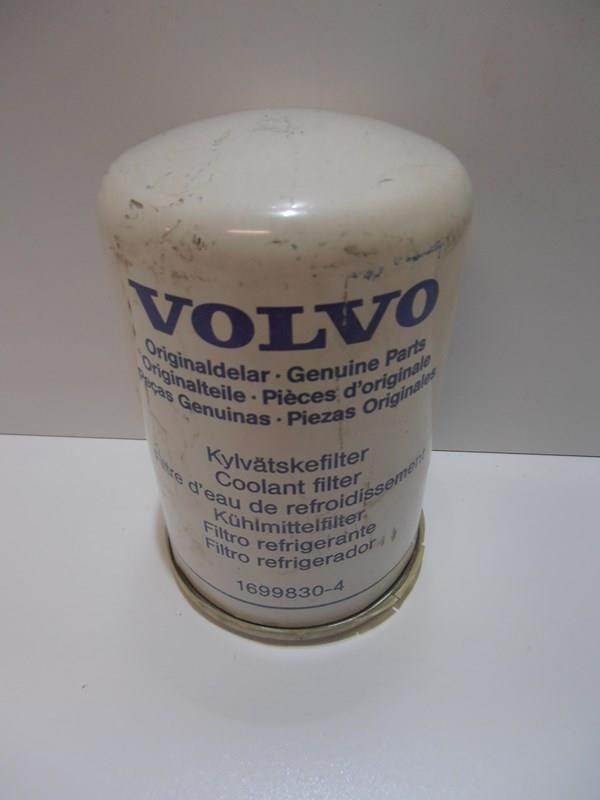 VOLVO
Originaldelar · Genuine Parts
Originalteile · Pièces d'originale
Peças Genuinas · Piezas Originales
Kylvätskefilter
Coolant filter
Filtre d'eau de refroidissement
Kühlmittelfilter
Filtro refrigerante
Filtro refrigerador
1699830-4